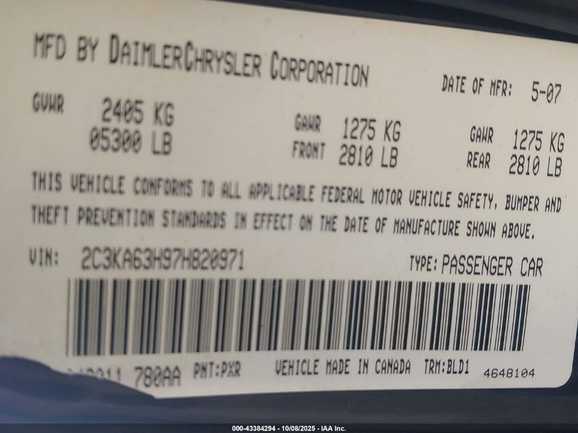 MFD BY DAIMLERCHRYSLER CORPORATION DATE OF MFR: 5-07
GVWR 2405 KG GAWR 1275 KG GAWR 1275 KG
05300 LB FRONT 2810 LB REAR 2810 LB
THIS VEHICLE CONFORMS TO ALL APPLICABLE FEDERAL MOTOR VEHICLE SAFETY, BUMPER AND
THEFT PREVENTION STANDARDS IN EFFECT ON THE DATE OF MANUFACTURE SHOWN ABOVE.
VIN: 2C3KA63H97H820971 TYPE: PASSENGER CAR
780AA PNT:PXR VEHICLE MADE IN CANADA TRM:BLD1 4648104
000-43384294 - 10/08/2025 - IAA Inc.